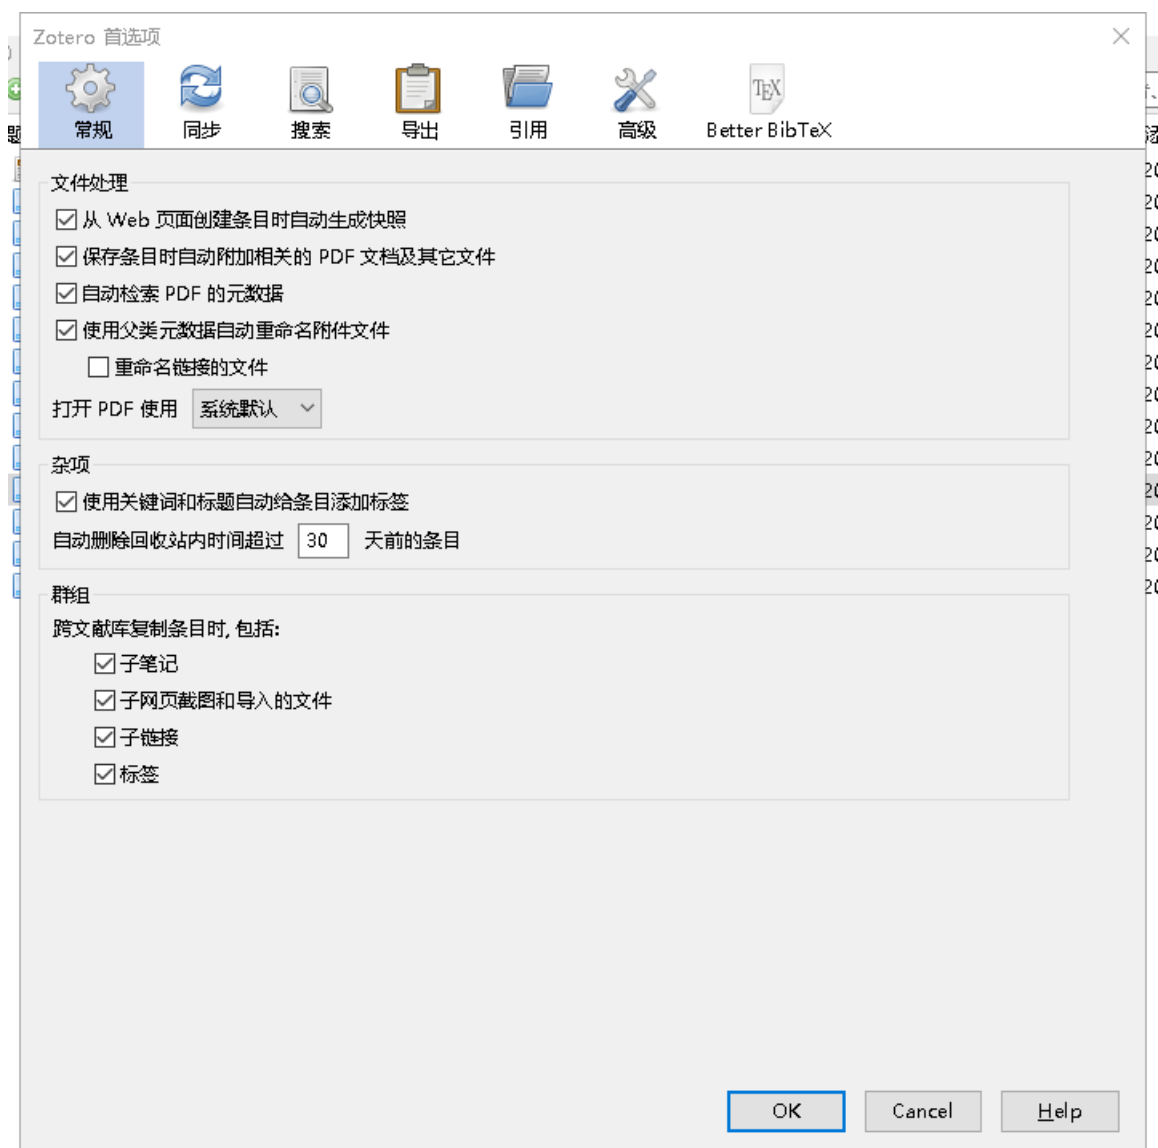 Zotero 首选项
常规 同步 搜索 导出 引用 高级 TEX Better BibTeX
文件处理
从 Web 页面创建条目时自动生成快照
保存条目时自动附加相关的 PDF 文档及其它文件
自动检索 PDF 的元数据
使用父类元数据自动重命名附件文件
重命名链接的文件
打开 PDF 使用 系统默认
杂项
使用关键词和标题自动给条目添加标签
自动删除回收站内时间超过 30 天前的条目
群组
跨文献库复制条目时, 包括:
子笔记
子网页截图和导入的文件
子链接
标签
OK Cancel Help